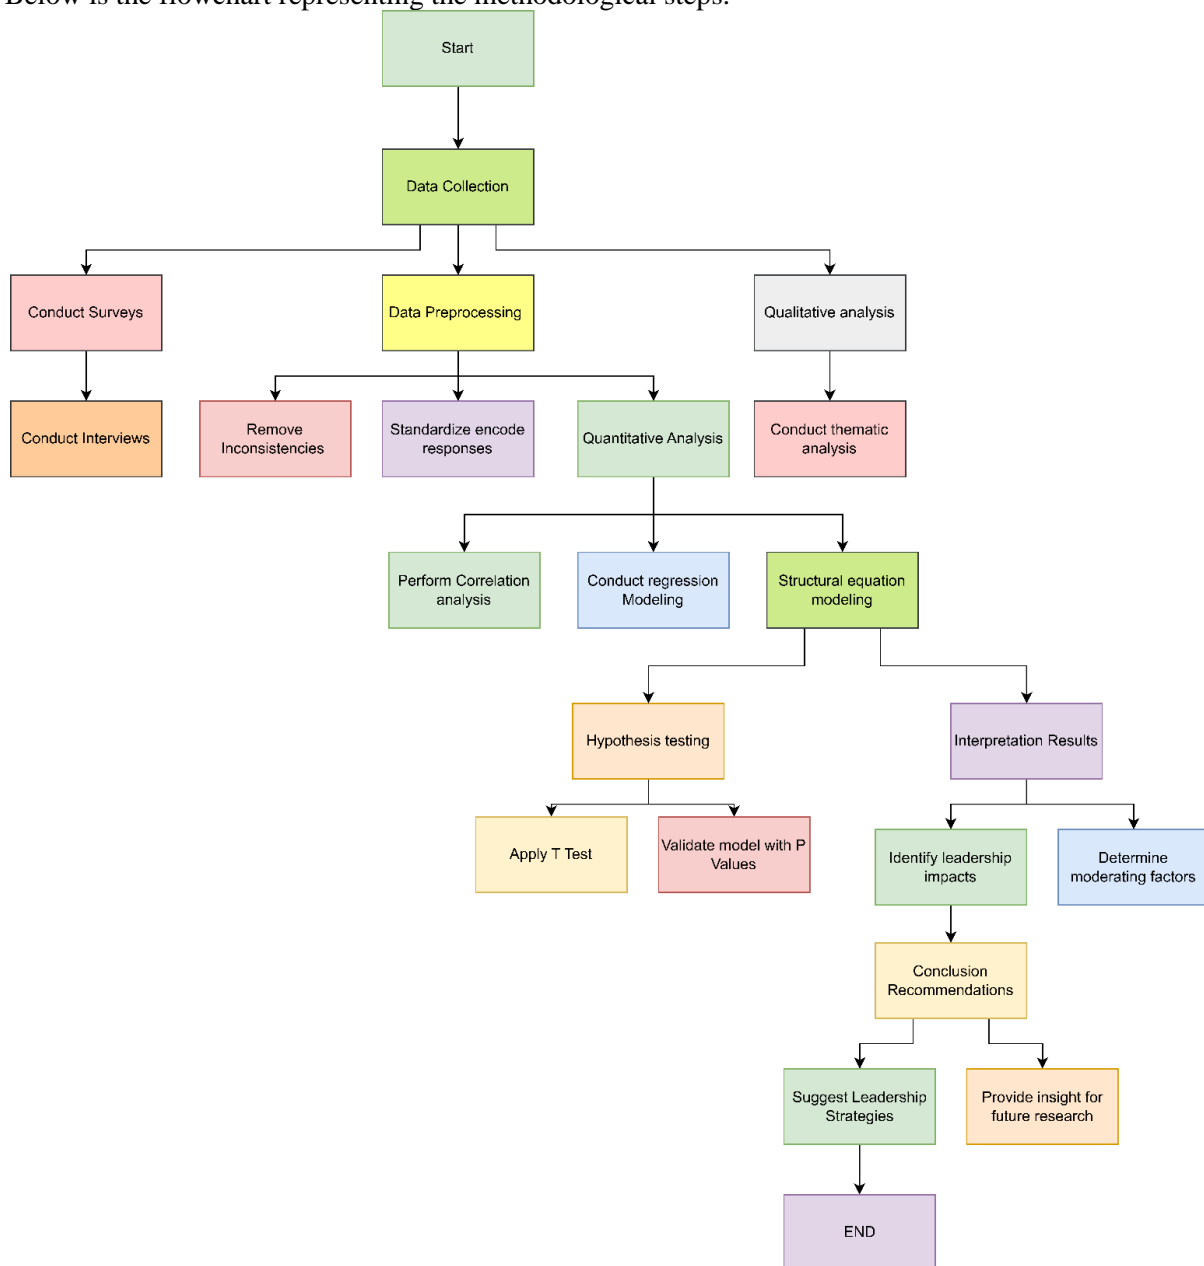 Below is the flowchart representing the methodological steps:
Start
Data Collection
Conduct Surveys
Data Preprocessing
Qualitative analysis
Conduct Interviews
Remove
Inconsistencies
Standardize encode
responses
Quantitative Analysis
Conduct thematic
analysis
Perform Correlation
analysis
Conduct regression
Modeling
Structural equation
modeling
Hypothesis testing
Interpretation Results
Apply T Test
Validate model with P
Values
Identify leadership
impacts
Determine
moderating factors
Conclusion
Recommendations
Suggest Leadership
Strategies
Provide insight for
future research
END